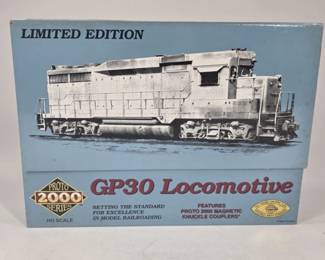 LIMITED EDITION
PROTO
2000
SERIES
HO SCALE
GP30 Locomotive
SETTING THE STANDARD
FOR EXCELLENCE
IN MODEL RAILROADING
FEATURES
PROTO 2000 MAGNETIC
KNUCKLE COUPLERS*